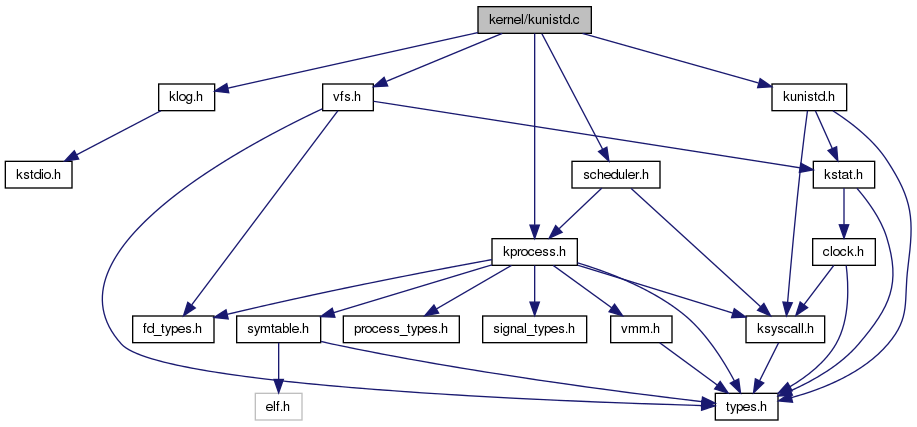 kernel/kunistd.c
klog.h
vfs.h
kunistd.h
kstdio.h
scheduler.h
kstat.h
kprocess.h
clock.h
fd_types.h
symtable.h
process_types.h
signal_types.h
vmm.h
ksyscall.h
elf.h
types.h